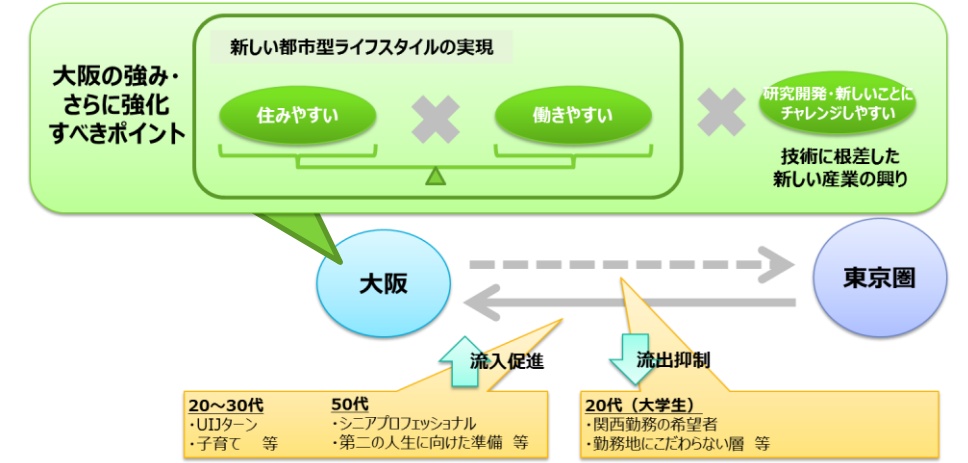 新しい都市型ライフスタイルの実現
大阪の強み・
さらに強化
すべきポイント
住みやすい
働きやすい
研究開発・新しいことに
チャレンジしやすい
技術に根差した
新しい産業の興り
大阪
東京圏
流入促進
流出抑制
20～30代
・UIJターン
・子育て 等
50代
・シニアプロフェッショナル
・第二の人生に向けた準備 等
20代（大学生）
・関西勤務の希望者
・勤務地にこだわらない層 等